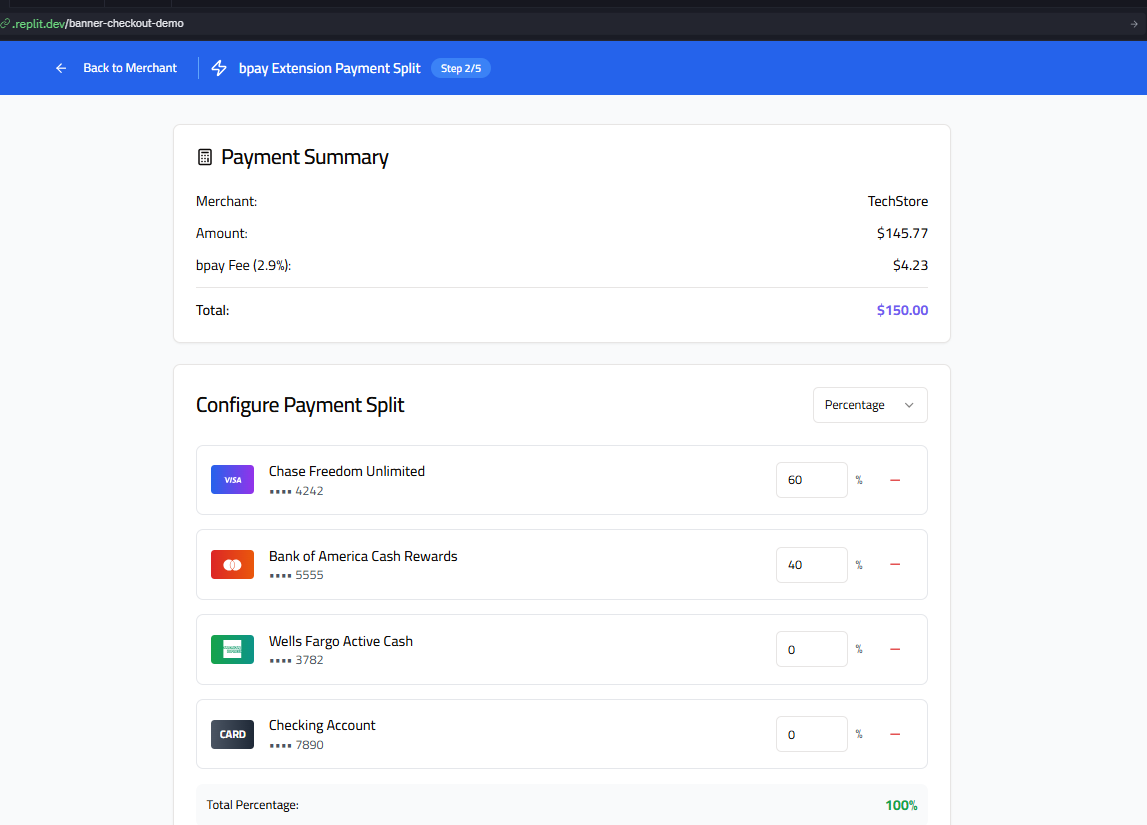 .replit.dev/banner-checkout-demo
Back to Merchant
bpay Extension Payment Split
Step 2/5
Payment Summary
Merchant: TechStore
Amount: $145.77
bpay Fee (2.9%): $4.23
Total: $150.00
Configure Payment Split
Percentage
VISA
Chase Freedom Unlimited
•••• 4242
60 %
Bank of America Cash Rewards
•••• 5555
40 %
Wells Fargo Active Cash
•••• 3782
0 %
CARD
Checking Account
•••• 7890
0 %
Total Percentage: 100%